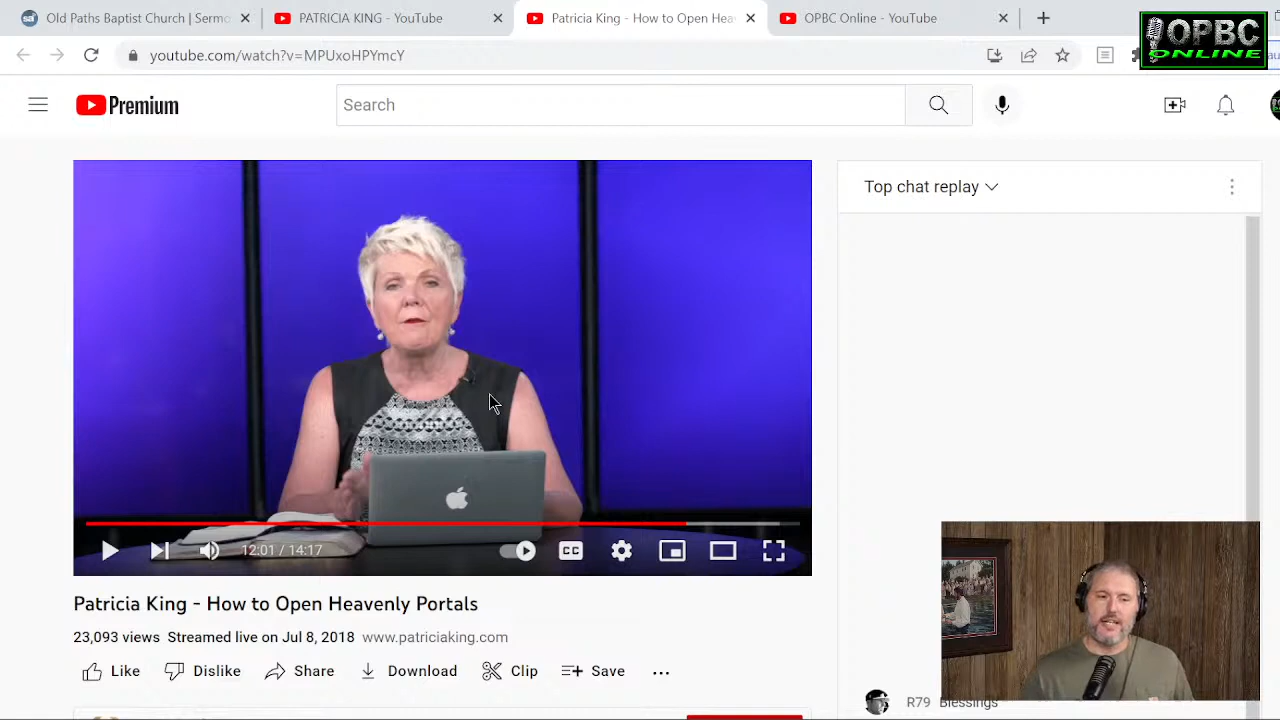 Old Paths Baptist Church | Sermo
PATRICIA KING - YouTube
Patricia King - How to Open Hea
OPBC Online - YouTube
OPBC
ONLINE
youtube.com/watch?v=MPUxoHPYmcY
Premium
Search
Top chat replay
12:01 / 14:17
CC
Patricia King - How to Open Heavenly Portals
23,093 views Streamed live on Jul 8, 2018 www.patriciaking.com
Like
Dislike
Share
Download
Clip
Save
R79 Blessings